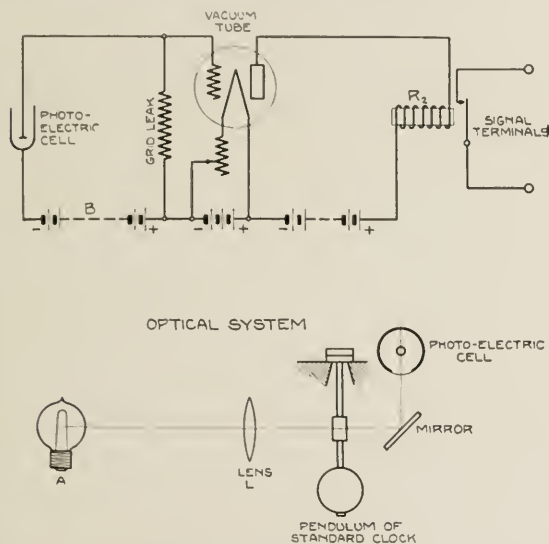 VACUUM
TUBE
PHOTO-
ELECTRIC
CELL
GRID LEAK
R2
SIGNAL
TERMINALS
B
- + - + - +
OPTICAL SYSTEM
PHOTO-ELECTRIC
CELL
MIRROR
A
LENS
L
PENDULUM OF
STANDARD CLOCK